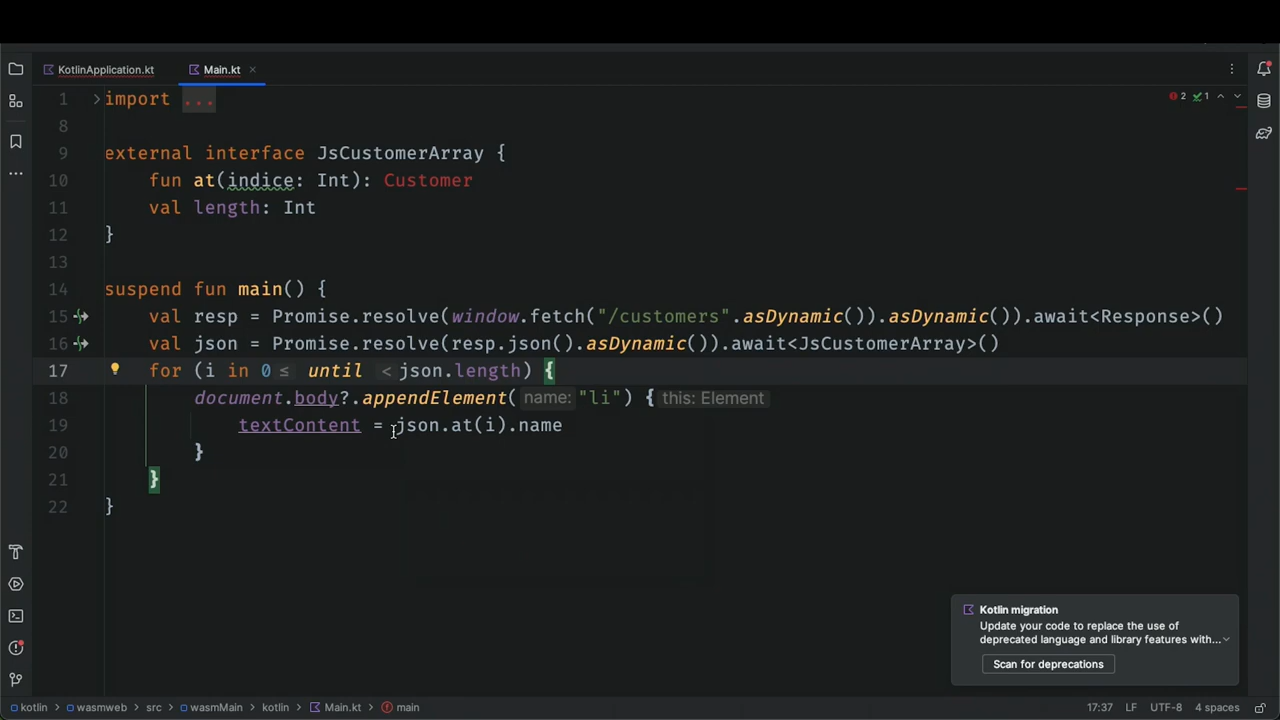 KotlinApplication.kt Main.kt
1 import ...
2 1
8
9 external interface JsCustomerArray {
10 fun at(indice: Int): Customer
11 val length: Int
12 }
13
14 suspend fun main() {
15 val resp = Promise.resolve(window.fetch("/customers".asDynamic()).asDynamic()).await<Response>()
16 val json = Promise.resolve(resp.json().asDynamic()).await<JsCustomerArray>()
17 for (i in 0≤ until <json.length) {
18 document.body?.appendElement( name: "li") { this: Element
19 textContent = json.at(i).name
20 }
21 }
22 }
Kotlin migration
Update your code to replace the use of
deprecated language and library features with...
Scan for deprecations
kotlin > wasmweb > src > wasmMain > kotlin > Main.kt > main 17:37 LF UTF-8 4 spaces